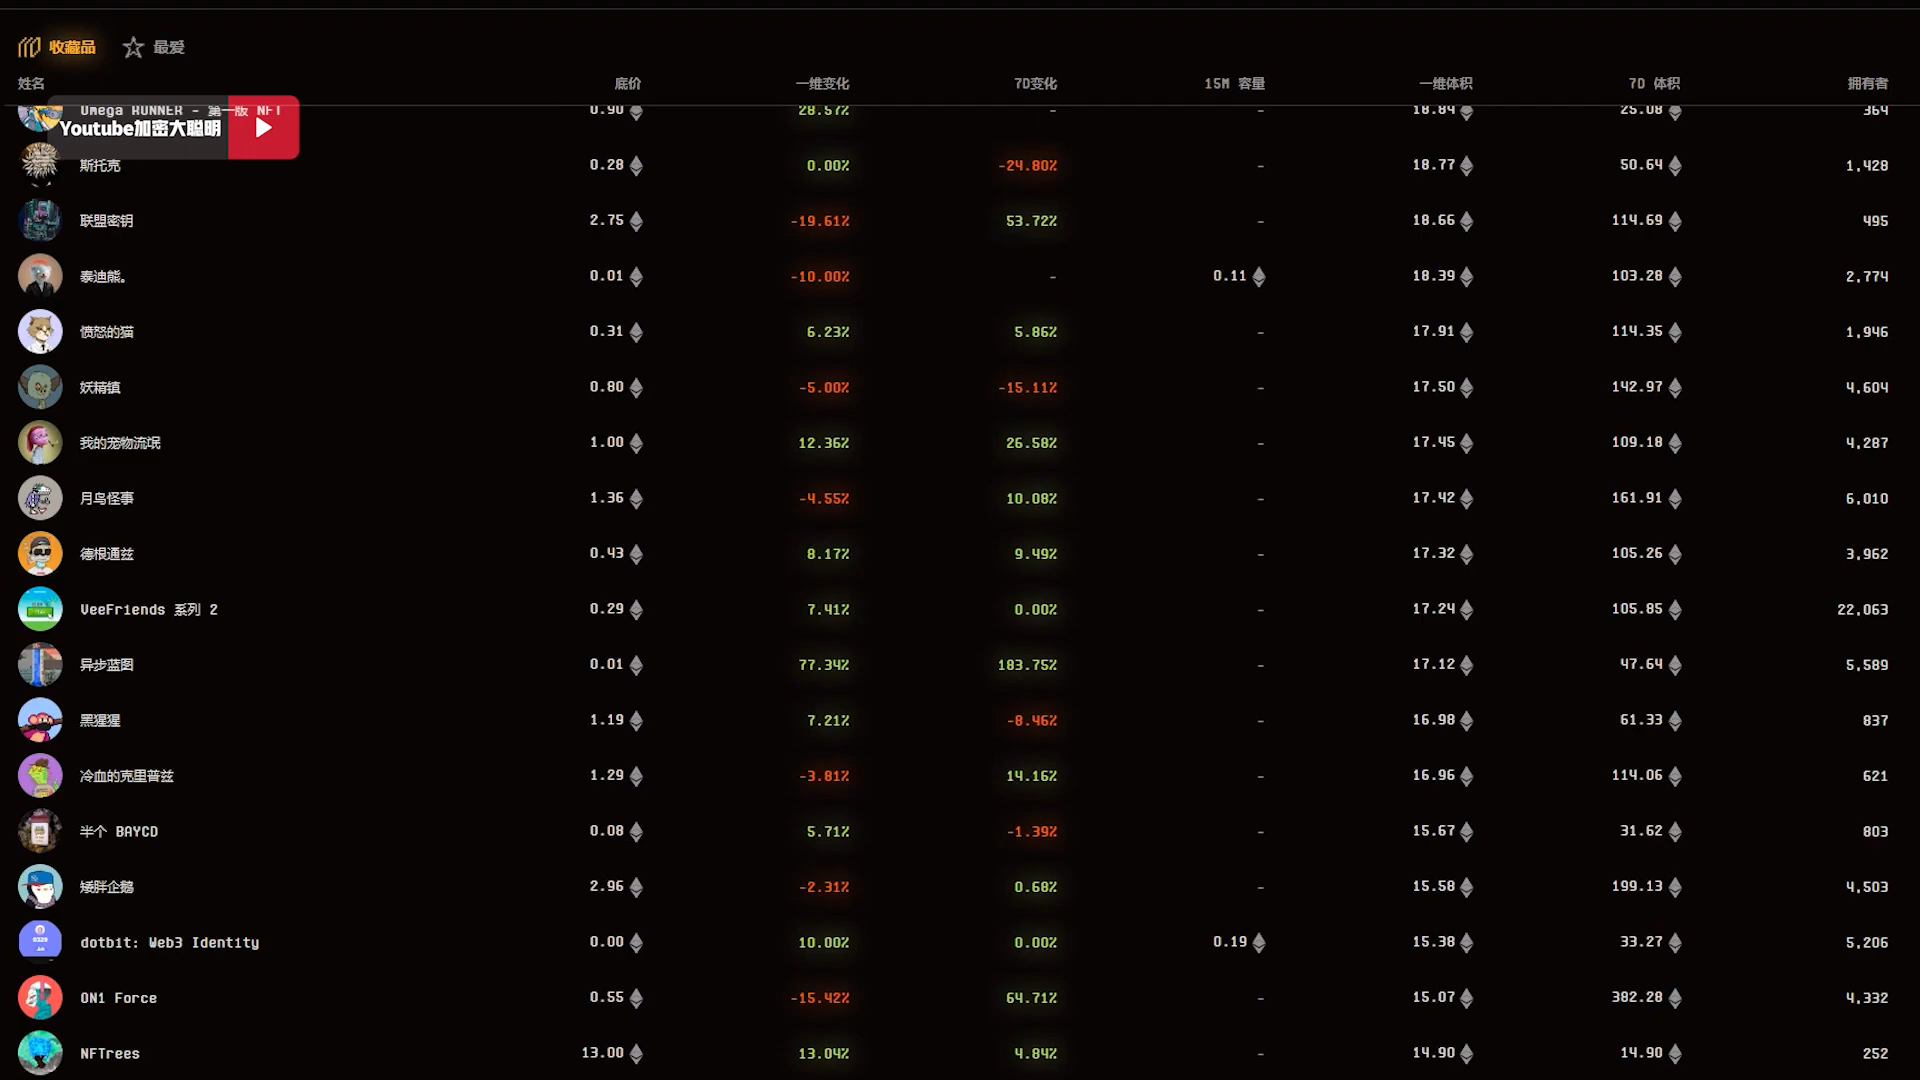 收藏品 最爱
姓名 底价 一维变化 7D变化 15M 容量 一维体积 7D 体积 拥有者
Omega RUNNER - 第一版 NFT 0.90 28.57% - - 18.84 25.08 364
Youtube加密大聪明
斯托克 0.28 0.00% -24.80% - 18.77 50.64 1,428
联盟密钥 2.75 -19.61% 53.72% - 18.66 114.69 495
泰迪熊。 0.01 -10.00% - 0.11 18.39 103.28 2,774
愤怒的猫 0.31 6.23% 5.86% - 17.91 114.35 1,946
妖精镇 0.80 -5.00% -15.11% - 17.50 142.97 4,604
我的宠物流氓 1.00 12.36% 26.58% - 17.45 109.18 4,287
月鸟怪事 1.36 -4.55% 10.08% - 17.42 161.91 6,010
德根通兹 0.43 8.17% 9.49% - 17.32 105.26 3,962
VeeFriends 系列 2 0.29 7.41% 0.00% - 17.24 105.85 22,063
异步蓝图 0.01 77.34% 183.75% - 17.12 47.64 5,589
黑猩猩 1.19 7.21% -8.46% - 16.98 61.33 837
冷血的克里普兹 1.29 -3.81% 14.16% - 16.96 114.06 621
半个 BAYCD 0.08 5.71% -1.39% - 15.67 31.62 803
矮胖企鹅 2.96 -2.31% 0.68% - 15.58 199.13 4,503
dotbit: Web3 Identity 0.00 10.00% 0.00% 0.19 15.38 33.27 5,206
ON1 Force 0.55 -15.42% 64.71% - 15.07 382.28 4,332
NFTrees 13.00 13.04% 4.84% - 14.90 14.90 252